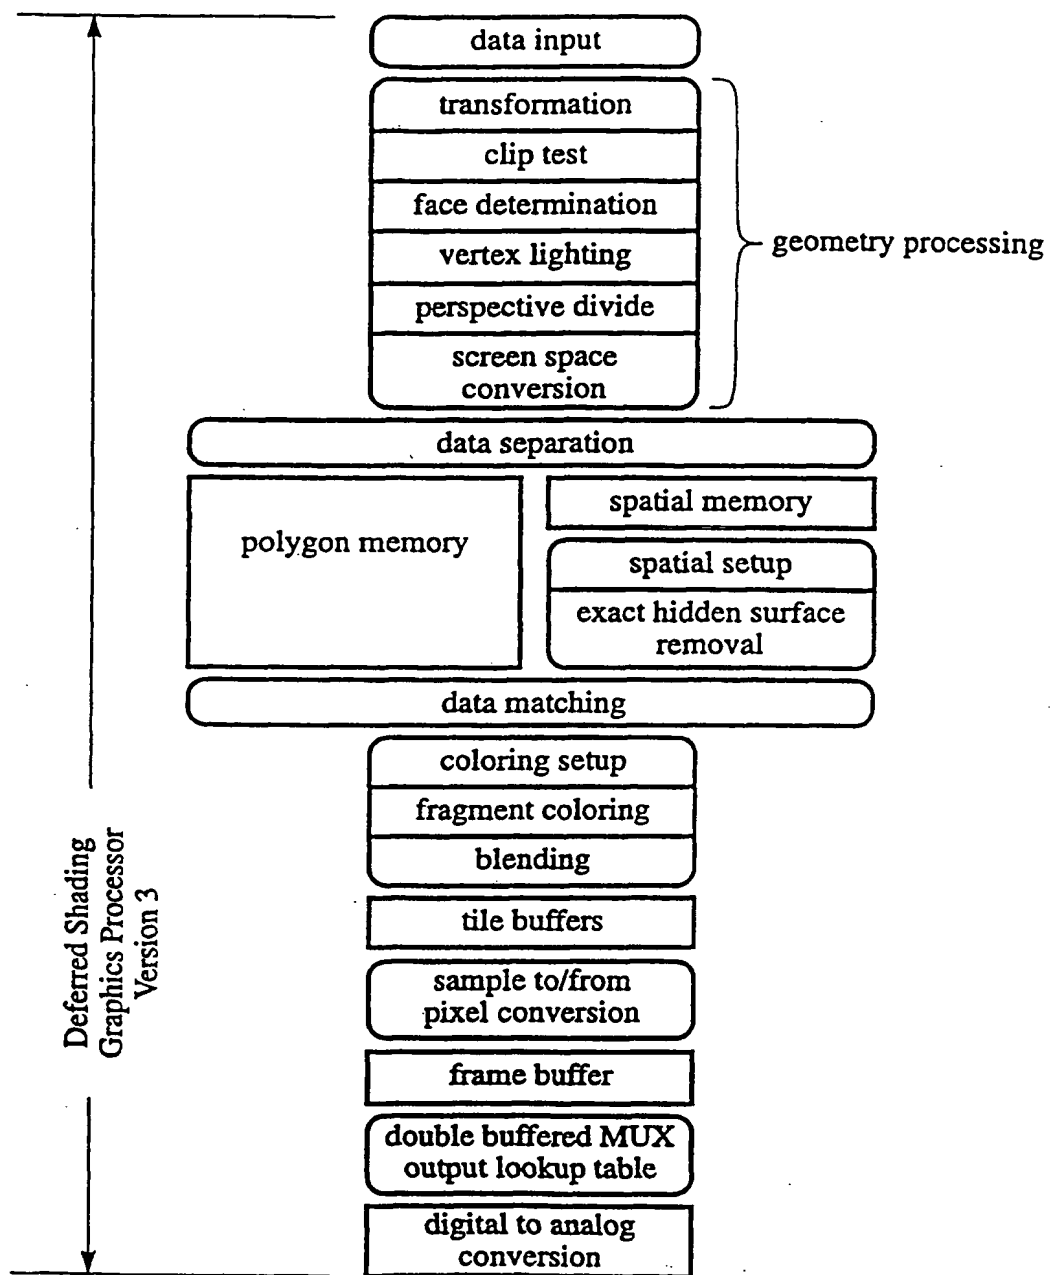 data input
transformation
clip test
face determination
vertex lighting
perspective divide
screen space
conversion
geometry processing
data separation
polygon memory
spatial memory
spatial setup
exact hidden surface
removal
data matching
coloring setup
fragment coloring
blending
tile buffers
sample to/from
pixel conversion
frame buffer
double buffered MUX
output lookup table
digital to analog
conversion
Deferred Shading
Graphics Processor
Version 3